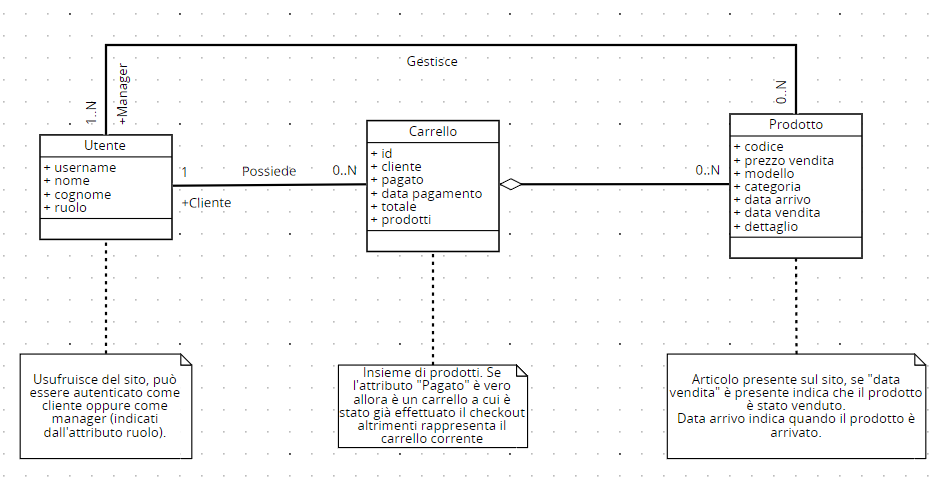 Gestisce
1..N
+Manager
0..N
Utente
+ username
+ nome
+ cognome
+ ruolo
1
Possiede
0..N
+Cliente
Carrello
+ id
+ cliente
+ pagato
+ data pagamento
+ totale
+ prodotti
0..N
Prodotto
+ codice
+ prezzo vendita
+ modello
+ categoria
+ data arrivo
+ data vendita
+ dettaglio
Usufruisce del sito, può
essere autenticato come
cliente oppure come
manager (indicati
dall'attributo ruolo).
Insieme di prodotti. Se
l'attributo "Pagato" è vero
allora è un carrello a cui è
stato già effettuato il checkout
altrimenti rappresenta il
carrello corrente
Articolo presente sul sito, se "data
vendita" è presente indica che il prodotto
è stato venduto.
Data arrivo indica quando il prodotto è
arrivato.